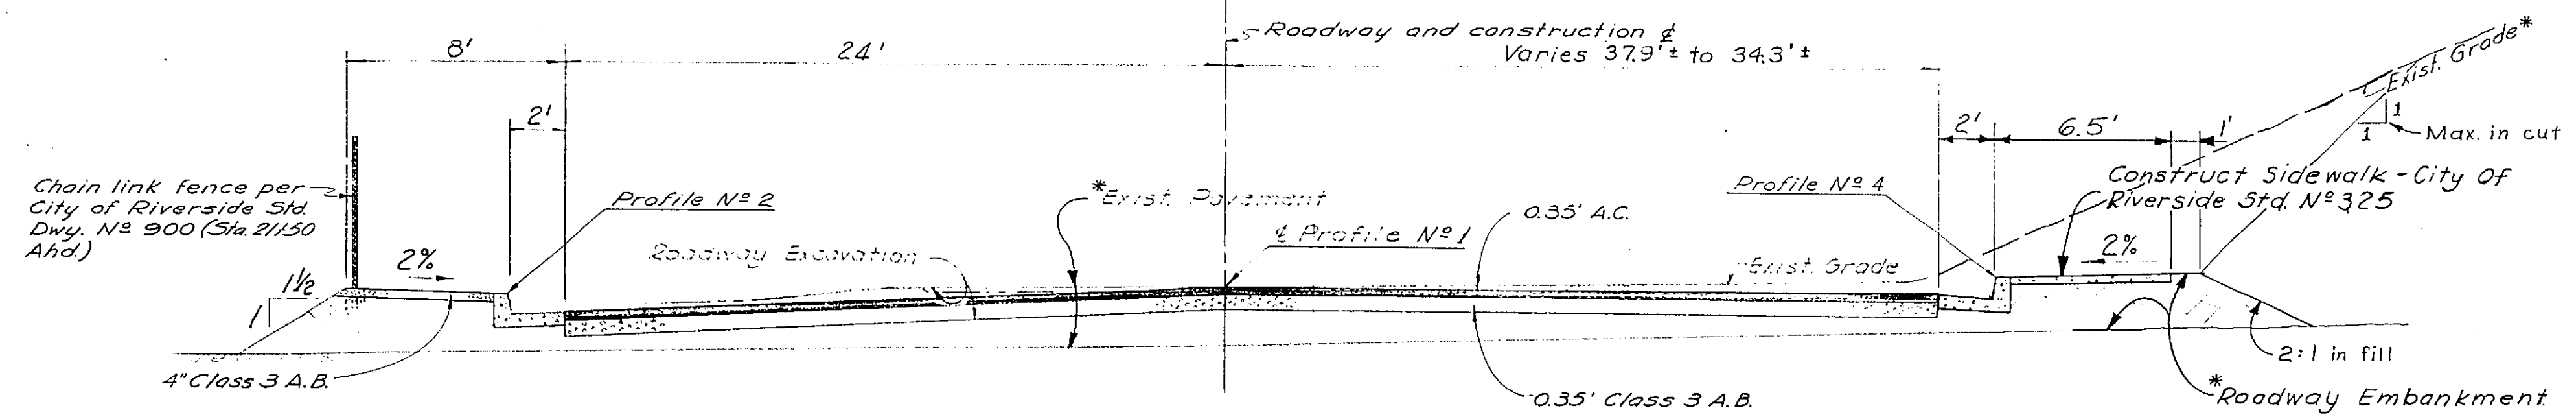 8'
24'
Roadway and construction ℄
Varies 37.9'± to 34.3'±
Exist. Grade*
1
1
Max. in cut
2'
2'
6.5'
1'
Chain link fence per
City of Riverside Std.
Dwy. Nº 900 (Sta. 21+50
Ahd.)
Profile Nº 2
*Exist. Pavement
Profile Nº 4
Construct Sidewalk - City Of
Riverside Std. Nº 325
0.35' A.C.
℄ Profile Nº 1
Roadway Excavation
Exist. Grade
2%
2%
1½
1
4" Class 3 A.B.
0.35' Class 3 A.B.
2:1 in fill
*Roadway Embankment